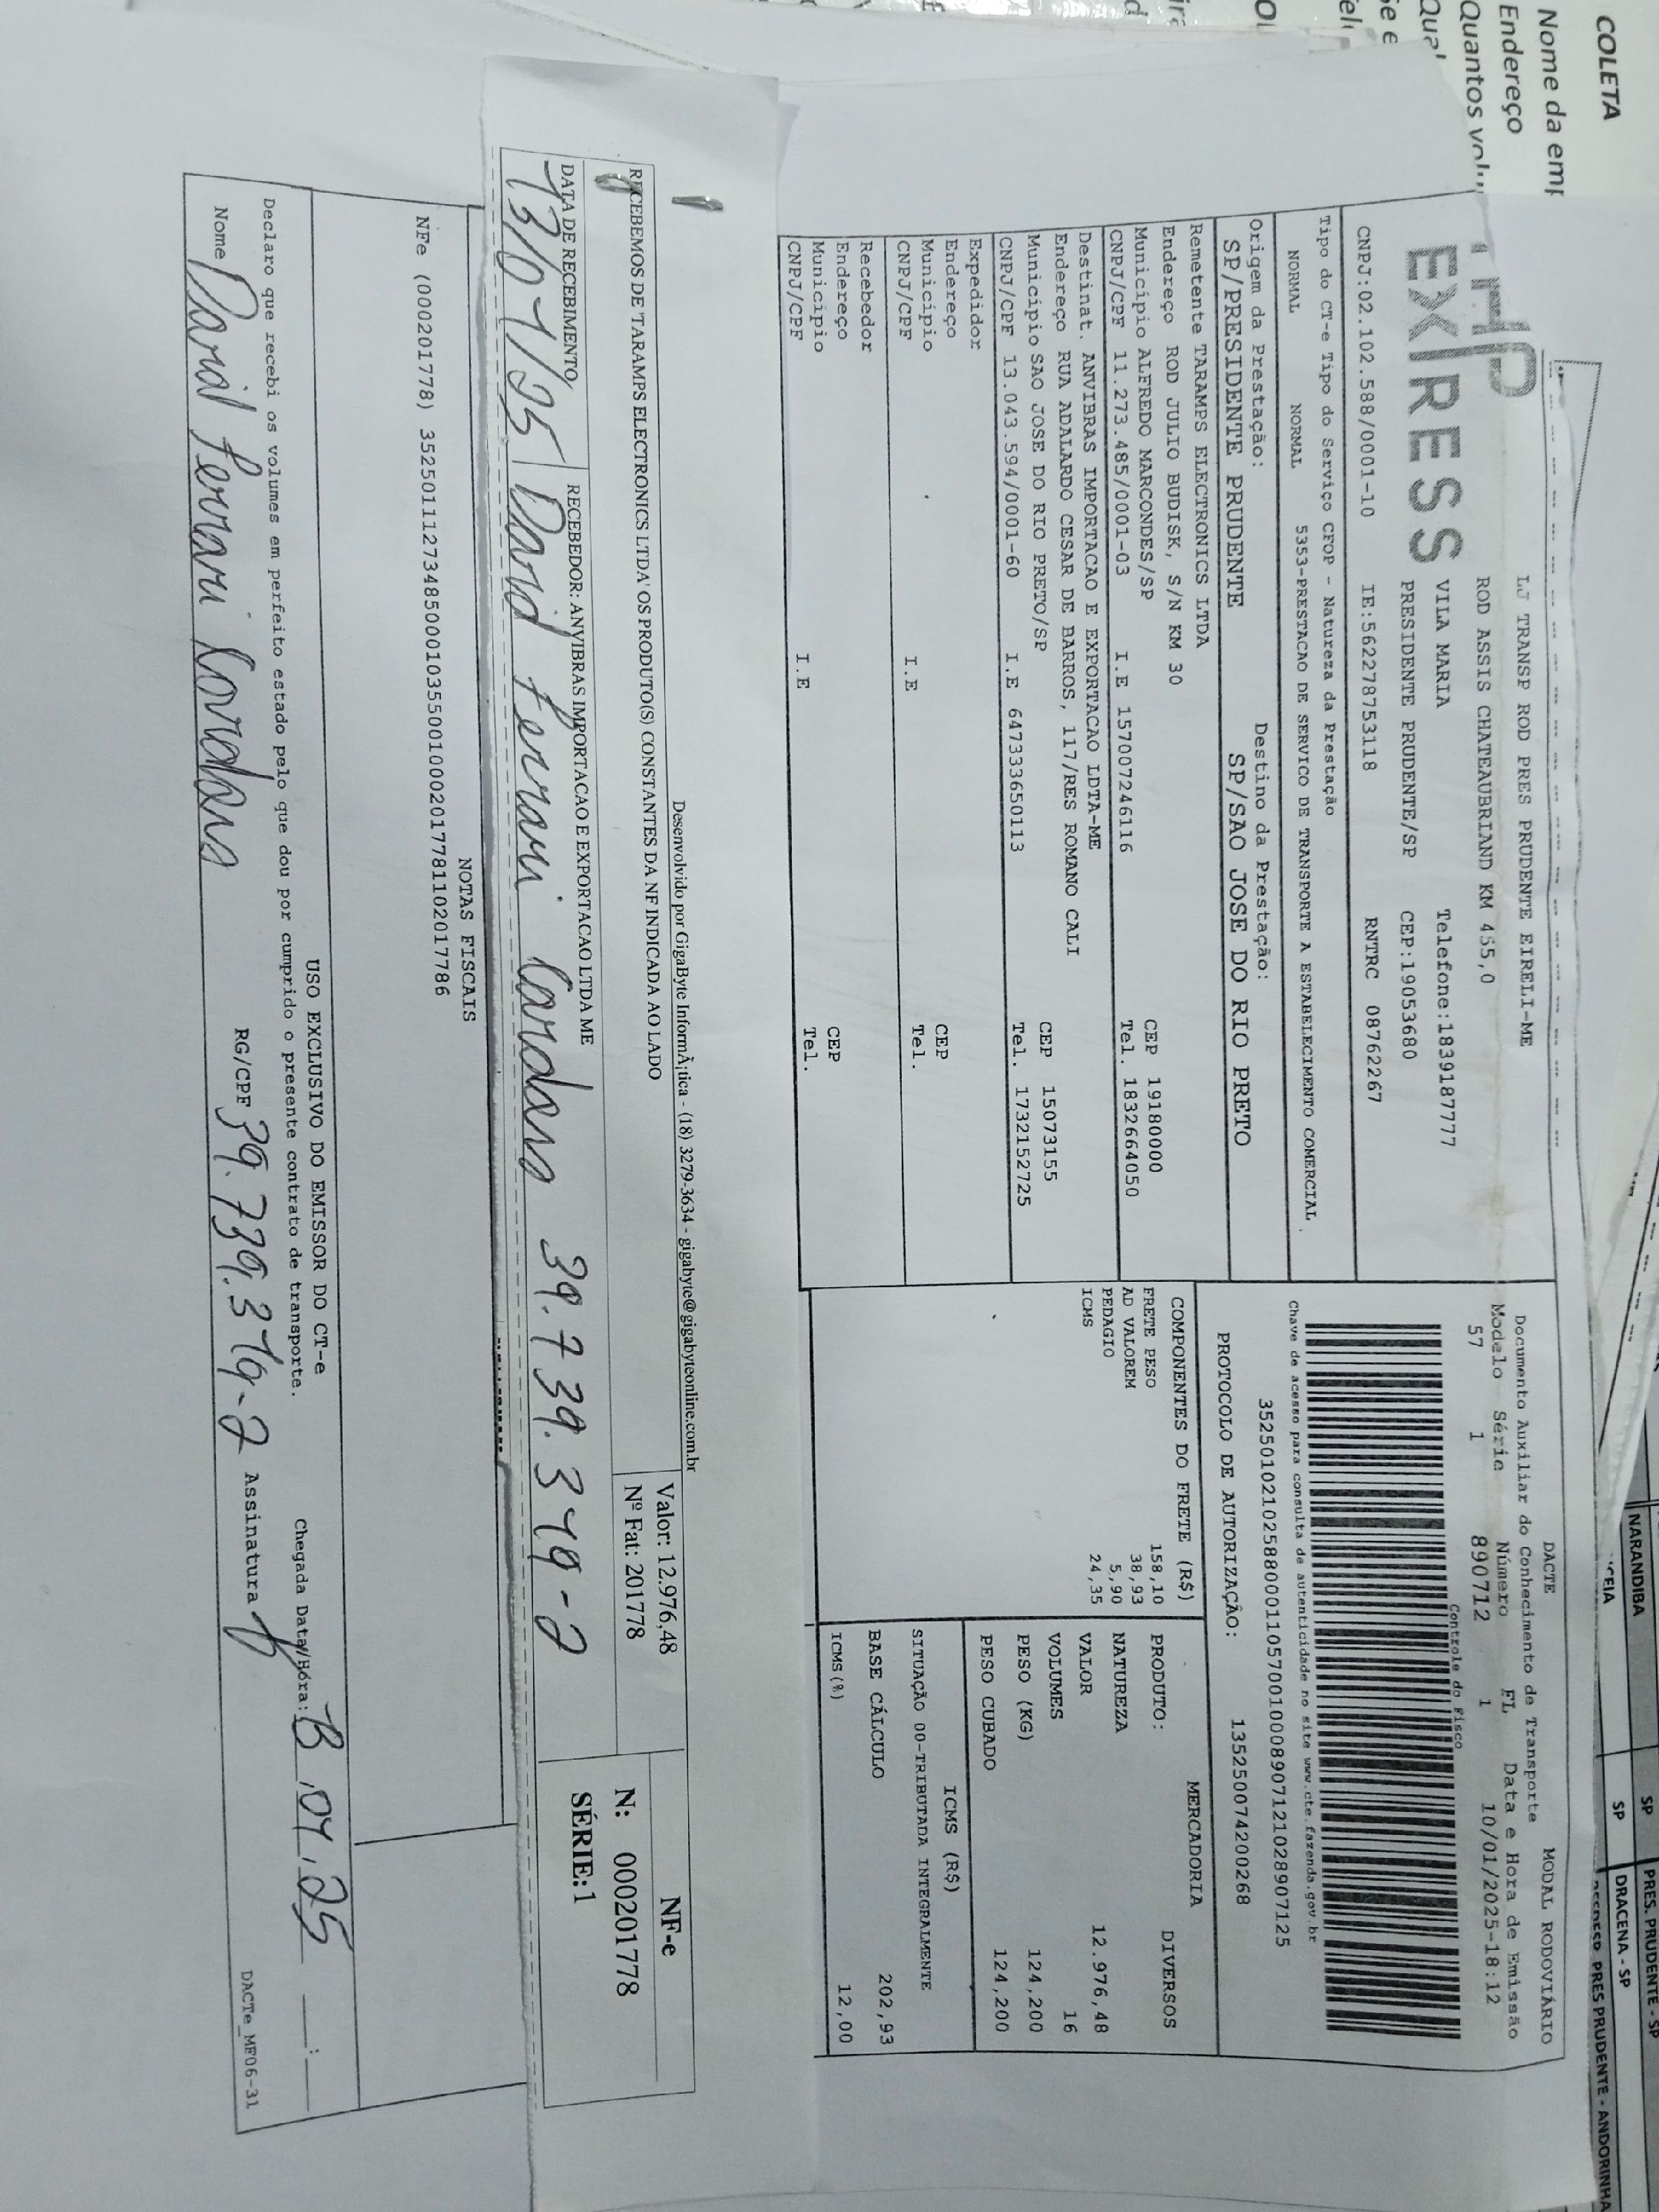 COLETA
Nome da emp
Endereço
Quantos volu
EXPRESS
LJ TRANSP ROD PRES PRUDENTE EIRELI-ME
ROD ASSIS CHATEAUBRIAND KM 455,0
VILA MARIA Telefone:1839187777
PRESIDENTE PRUDENTE/SP CEP:19053680
CNPJ:02.102.588/0001-10 IE:562278753118 RNTRC 08762267
Tipo do CT-e Tipo do Serviço CFOP - Natureza da Prestação
NORMAL NORMAL 5353-PRESTACAO DE SERVICO DE TRANSPORTE A ESTABELECIMENTO COMERCIAL
Origem da Prestação: Destino da Prestação:
SP/PRESIDENTE PRUDENTE SP/SAO JOSE DO RIO PRETO
DACTE MODAL RODOVIÁRIO
Documento Auxiliar do Conhecimento de Transporte
Modelo Série Número FL Data e Hora de Emissão
57 1 890712 1 10/01/2025-18:12
Controle do Fisco
Chave de acesso para consulta de autenticidade no site www.cte.fazenda.gov.br
35250102102588000110570010008907121028907125
PROTOCOLO DE AUTORIZAÇÃO: 135250074200268
Remetente TARAMPS ELECTRONICS LTDA
Endereço ROD JULIO BUDISK, S/N KM 30
Município ALFREDO MARCONDES/SP CEP 19180000
CNPJ/CPF 11.273.485/0001-03 I.E 157007246116 Tel. 1832664050
Destinat. ANVIBRAS IMPORTACAO E EXPORTACAO LDTA-ME
Endereço RUA ADALARDO CESAR DE BARROS, 117/RES ROMANO CALI
Município SAO JOSE DO RIO PRETO/SP CEP 15073155
CNPJ/CPF 13.043.594/0001-60 I.E 647333650113 Tel. 1732152725
Expedidor
Endereço
Município CEP
CNPJ/CPF I.E Tel.
Recebedor
Endereço
Município CEP
CNPJ/CPF I.E Tel.
COMPONENTES DO FRETE (R$)
FRETE PESO 158,10
AD VALOREM 38,93
PEDAGIO 5,90
ICMS 24,35
MERCADORIA
PRODUTO: DIVERSOS
NATUREZA
VALOR 12.976,48
VOLUMES 16
PESO (KG) 124,200
PESO CUBADO 124,200
ICMS (R$)
SITUAÇÃO 00-TRIBUTADA INTEGRALMENTE
BASE CÁLCULO 202,93
ICMS(%) 12,00
Desenvolvido por GigaByte InformÃ¡tica - (18) 3279-3634 - gigabyte@gigabyteonline.com.br
RECEBEMOS DE 'TARAMPS ELECTRONICS LTDA' OS PRODUTO(S) CONSTANTES DA NF INDICADA AO LADO
Valor: 12.976,48
Nº Fat: 201778
DATA DE RECEBIMENTO RECEBEDOR: ANVIBRAS IMPORTACAO E EXPORTACAO LTDA ME
13/01/25 David Ferrari Cordans 39.739.319-2
NF-e
N: 000201778
SÉRIE:1
NOTAS FISCAIS
NFe (000201778) 35250111273485000103550010002017781102017786
USO EXCLUSIVO DO EMISSOR DO CT-e
Declaro que recebi os volumes em perfeito estado pelo que dou por cumprido o presente contrato de transporte.
Chegada Data/Hora: 13.01.25 __:__
Nome David Ferrari Cordans RG/CPF 39.739.319-2 Assinatura
DACTe_MF06-31
NARANDIBA SP PRES. PRUDENTE - SP
SP DRACENA - SP
PRES PRUDENTE - ANDORINHA